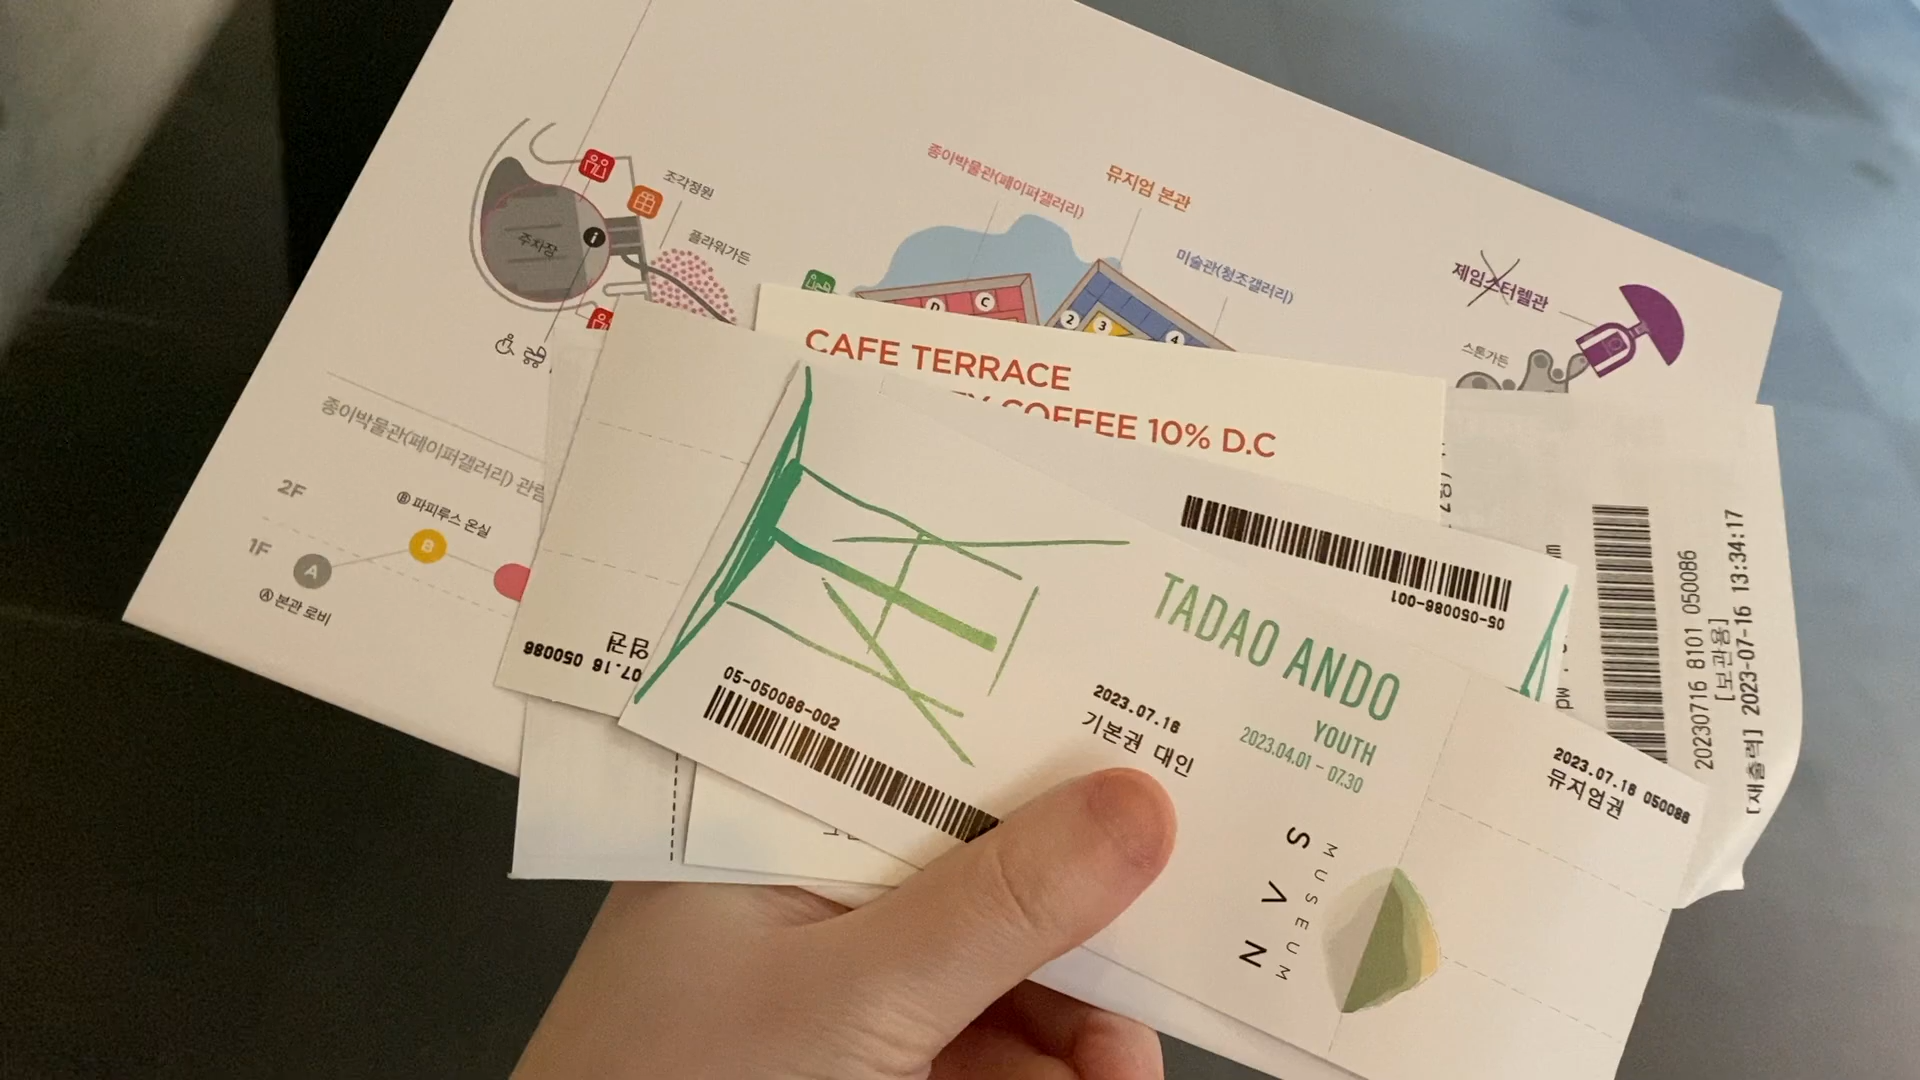 조각정원
플라워가든
주차장
종이박물관(페이퍼갤러리)
뮤지엄 본관
미술관(청조갤러리)
제임스터렐관
스톤가든
D
C
2
3
4
종이박물관(페이퍼갤러리) 관람
2F
1F
Ⓑ 파피루스 온실
B
A
Ⓐ 본관 로비
CAFE TERRACE
COFFEE 10% D.C
05-050086-001
07.16 050086
05-050086-002
2023.07.16
기본권 대인
TADAO ANDO
YOUTH
2023.04.01 – 07.30
MUSEUM
SAN
2023.07.16 050086
뮤지엄권
20230716 8101 050086
[보관용]
[재출력] 2023-07-16 13:34:17